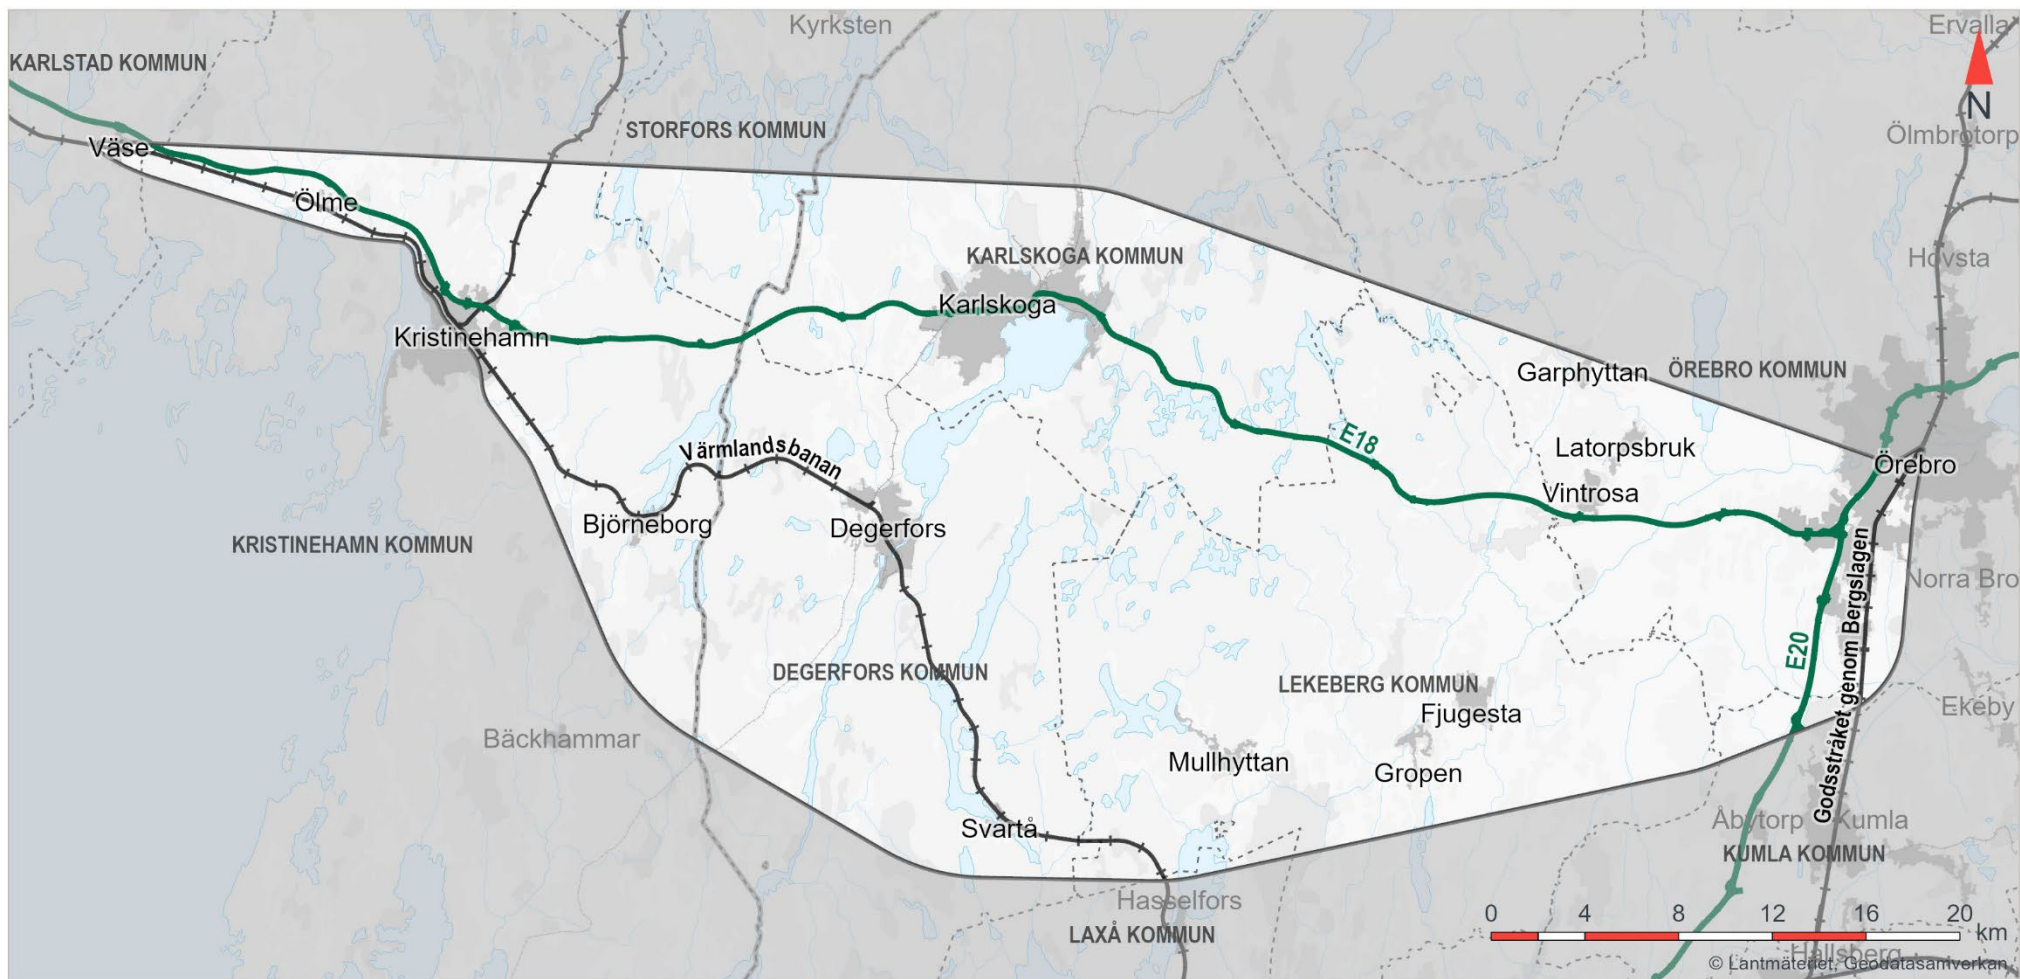 Kyrksten
Ervalla
KARLSTAD KOMMUN
N
STORFORS KOMMUN
Ölmbrotorp
Väse
Ölme
KARLSKOGA KOMMUN
Hovsta
Karlskoga
Kristinehamn
Garphyttan
ÖREBRO KOMMUN
E18
Latorpsbruk
Värmlandsbanan
Örebro
Vintrosa
Björneborg
Degerfors
KRISTINEHAMN KOMMUN
Norra Bro
E20
Godsstråket genom Bergslagen
DEGERFORS KOMMUN
LEKEBERG KOMMUN
Fjugesta
Ekeby
Bäckhammar
Mullhyttan
Gropen
Svartå
Åbytorp
Kumla
KUMLA KOMMUN
Hasselfors
LAXÅ KOMMUN
0 4 8 12 16 20 km
Hallsberg
© Lantmäteriet, Geodatasamverkan